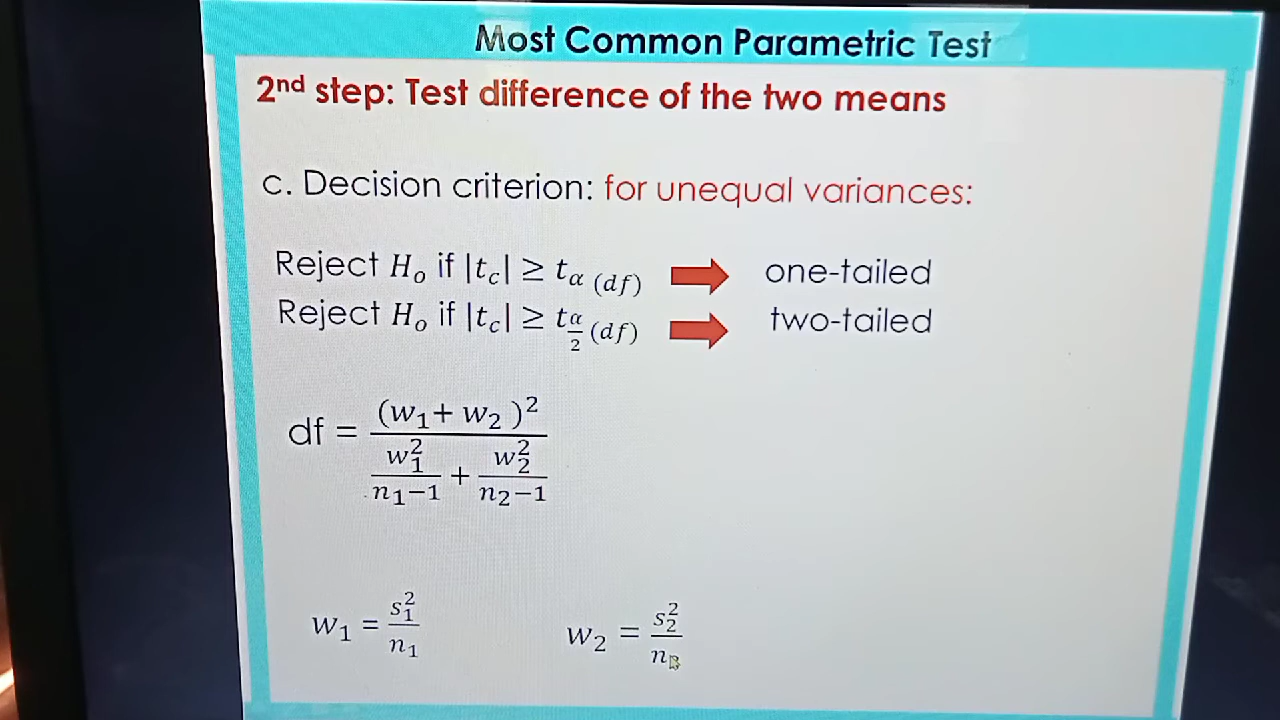 Most Common Parametric Test
2nd step: Test difference of the two means
c. Decision criterion: for unequal variances:
Reject Hₒ if |t_c| ≥ t_α (df) one-tailed
Reject Hₒ if |t_c| ≥ t_{α/2} (df) two-tailed
df = (w₁+ w₂ )² / (w₁²/(n₁−1) + w₂²/(n₂−1))
w₁ = s₁²/n₁ w₂ = s₂²/n